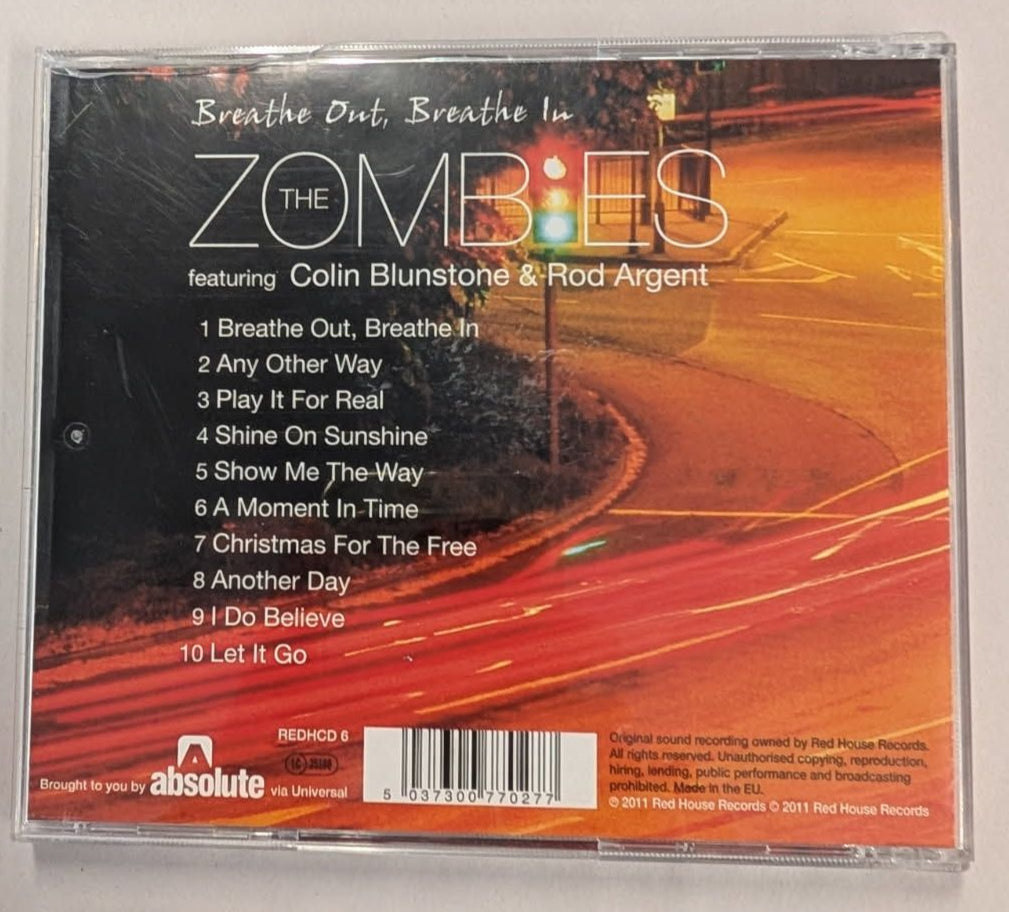 Breathe Out, Breathe In
THE ZOMBIES
featuring Colin Blunstone & Rod Argent
1 Breathe Out, Breathe In
2 Any Other Way
3 Play It For Real
4 Shine On Sunshine
5 Show Me The Way
6 A Moment In Time
7 Christmas For The Free
8 Another Day
9 I Do Believe
10 Let It Go
Brought to you by absolute via Universal
REDHCD 6
LC
5 037300 770277
Original sound recording owned by Red House Records.
All rights reserved. Unauthorised copying, reproduction,
hiring, lending, public performance and broadcasting
prohibited. Made in the EU.
℗ 2011 Red House Records © 2011 Red House Records